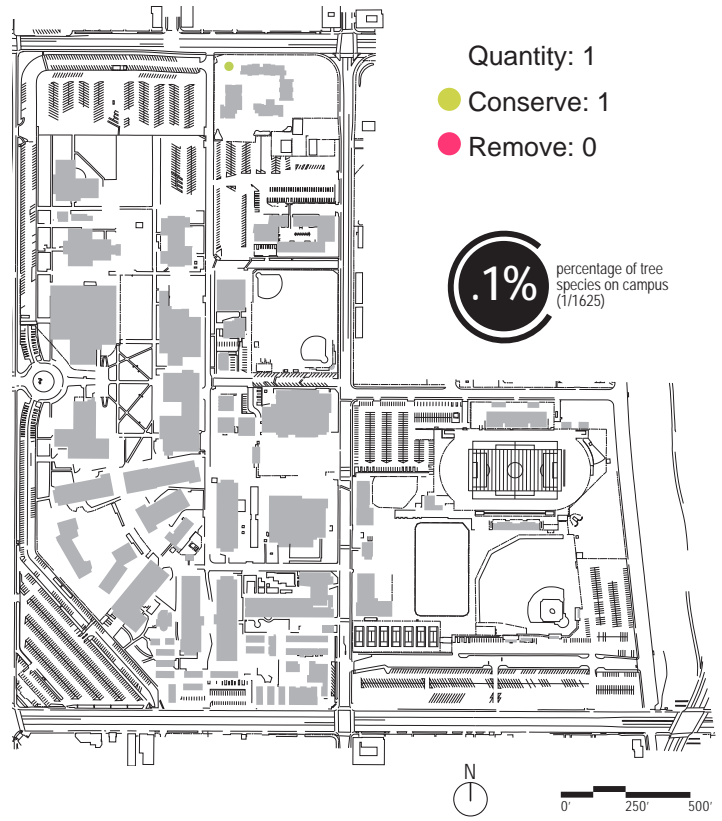 Quantity: 1
Conserve: 1
Remove: 0
.1%
percentage of tree
species on campus
(1/1625)
N
0' 250' 500'